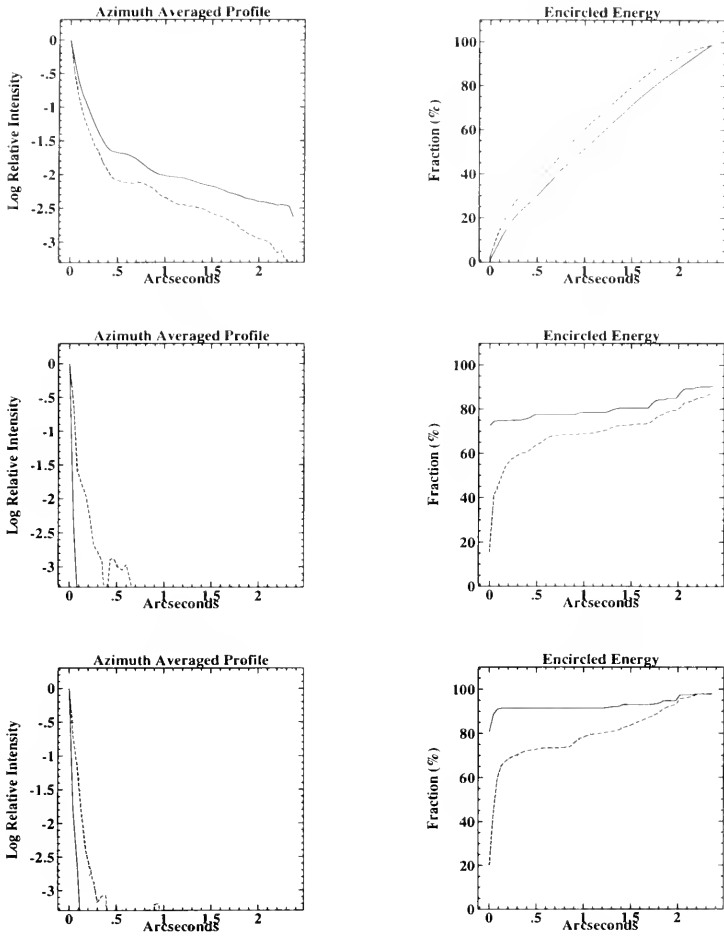 Azimuth Averaged Profile
Log Relative Intensity
0
-.5
-1
-1.5
-2
-2.5
-3
0 .5 1 1.5 2
Arcseconds
Encircled Energy
Fraction (%)
100
80
60
40
20
0
0 .5 1 1.5 2
Arcseconds
Azimuth Averaged Profile
Log Relative Intensity
0
-.5
-1
-1.5
-2
-2.5
-3
0 .5 1 1.5 2
Arcseconds
Encircled Energy
Fraction (%)
100
80
60
40
20
0
0 .5 1 1.5 2
Arcseconds
Azimuth Averaged Profile
Log Relative Intensity
0
-.5
-1
-1.5
-2
-2.5
-3
0 .5 1 1.5 2
Arcseconds
Encircled Energy
Fraction (%)
100
80
60
40
20
0
0 .5 1 1.5 2
Arcseconds